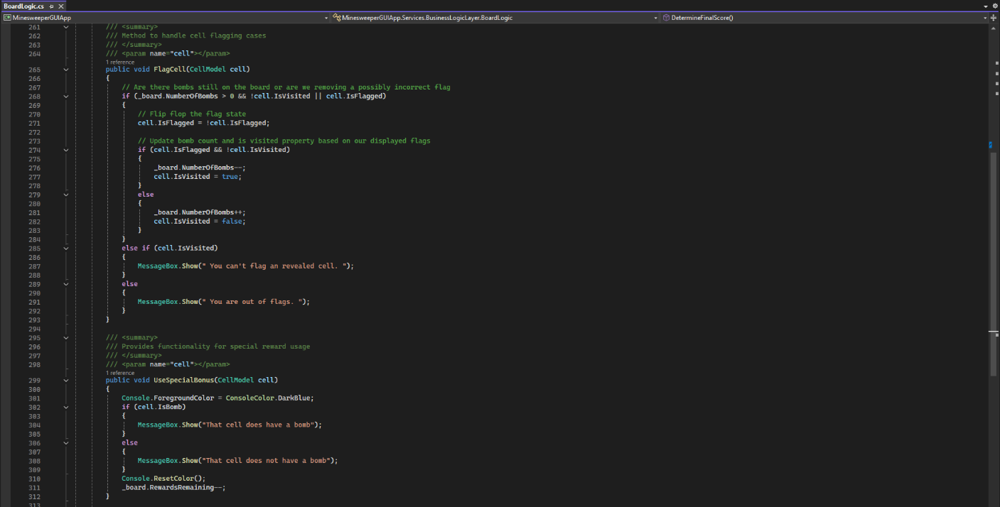 BoardLogic.cs
MinesweeperGUIApp MinesweeperGUIApp.Services.BusinessLogicLayer.BoardLogic DetermineFinalScore()
261 /// <summary>
262 /// Method to handle cell flagging cases
263 /// </summary>
264 /// <param name="cell"></param>
1 reference
265 public void FlagCell(CellModel cell)
266 {
267 // Are there bombs still on the board or are we removing a possibly incorrect flag
268 if (_board.NumberOfBombs > 0 && !cell.IsVisited || cell.IsFlagged)
269 {
270 // Flip flop the flag state
271 cell.IsFlagged = !cell.IsFlagged;
272
273 // Update bomb count and is visited property based on our displayed flags
274 if (cell.IsFlagged && !cell.IsVisited)
275 {
276 _board.NumberOfBombs--;
277 cell.IsVisited = true;
278 }
279 else
280 {
281 _board.NumberOfBombs++;
282 cell.IsVisited = false;
283 }
284 }
285 else if (cell.IsVisited)
286 {
287 MessageBox.Show(" You can't flag an revealed cell. ");
288 }
289 else
290 {
291 MessageBox.Show(" You are out of flags. ");
292 }
293 }
294
295 /// <summary>
296 /// Provides functionality for special reward usage
297 /// </summary>
298 /// <param name="cell"></param>
1 reference
299 public void UseSpecialBonus(CellModel cell)
300 {
301 Console.ForegroundColor = ConsoleColor.DarkBlue;
302 if (cell.IsBomb)
303 {
304 MessageBox.Show("That cell does have a bomb");
305 }
306 else
307 {
308 MessageBox.Show("That cell does not have a bomb");
309 }
310 Console.ResetColor();
311 _board.RewardsRemaining--;
312 }
313